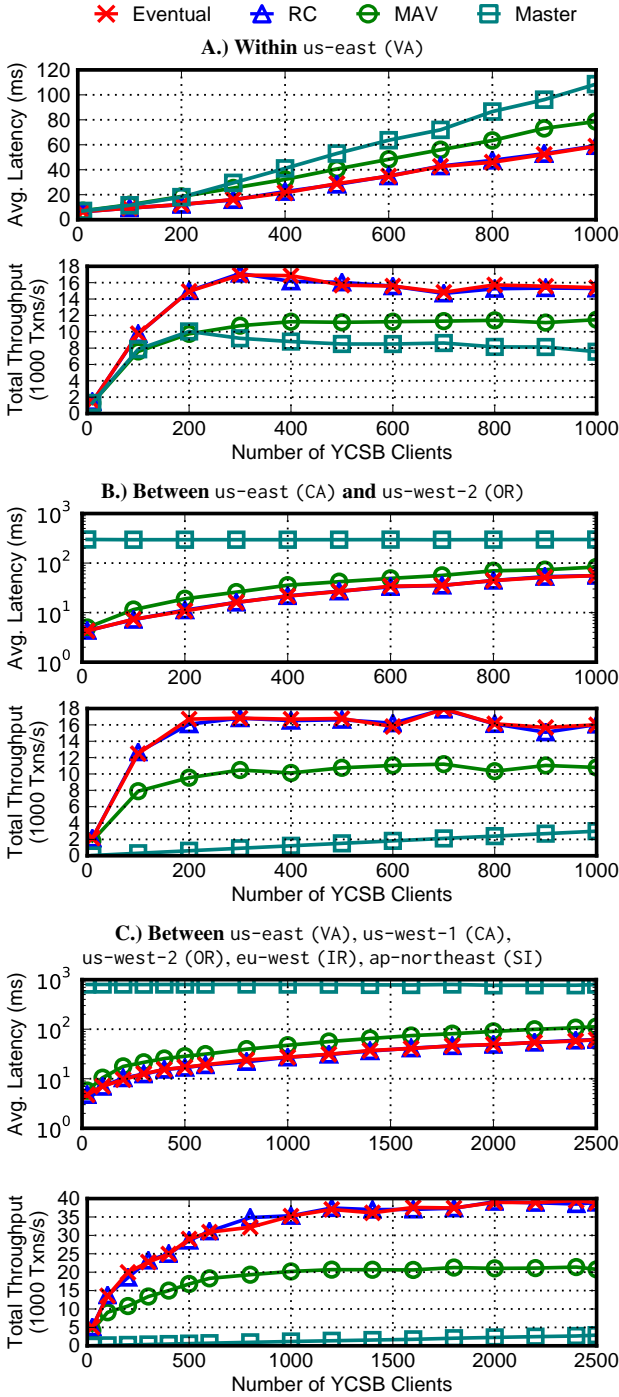 Eventual RC MAV Master
A.) Within us-east (VA)
Avg. Latency (ms)
120
100
80
60
40
20
0
0 200 400 600 800 1000
Total Throughput
(1000 Txns/s)
18
16
14
12
10
8
6
4
2
0
0 200 400 600 800 1000
Number of YCSB Clients
B.) Between us-east (CA) and us-west-2 (OR)
Avg. Latency (ms)
10³
10²
10¹
10⁰
0 200 400 600 800 1000
Total Throughput
(1000 Txns/s)
18
16
14
12
10
8
6
4
2
0
0 200 400 600 800 1000
Number of YCSB Clients
C.) Between us-east (VA), us-west-1 (CA),
us-west-2 (OR), eu-west (IR), ap-northeast (SI)
Avg. Latency (ms)
10³
10²
10¹
10⁰
0 500 1000 1500 2000 2500
Total Throughput
(1000 Txns/s)
40
35
30
25
20
15
10
5
0
0 500 1000 1500 2000 2500
Number of YCSB Clients